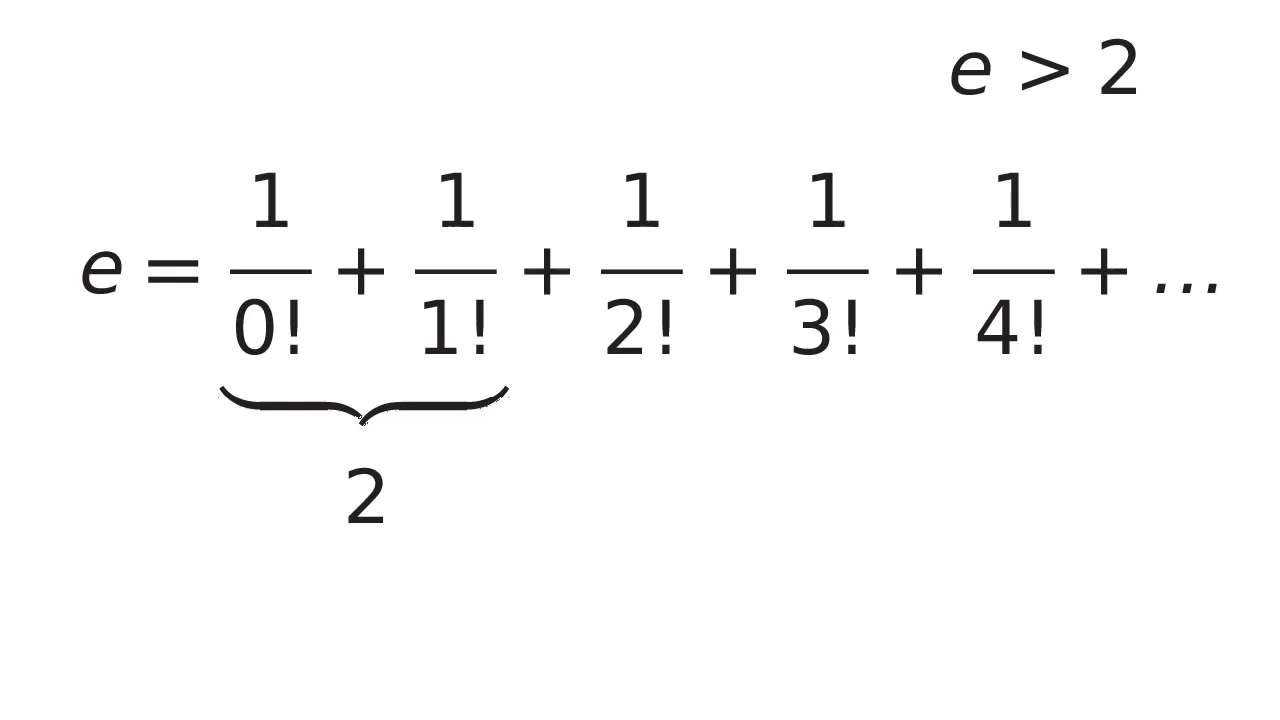 e > 2
e = 1/0! + 1/1! + 1/2! + 1/3! + 1/4! + ...
2